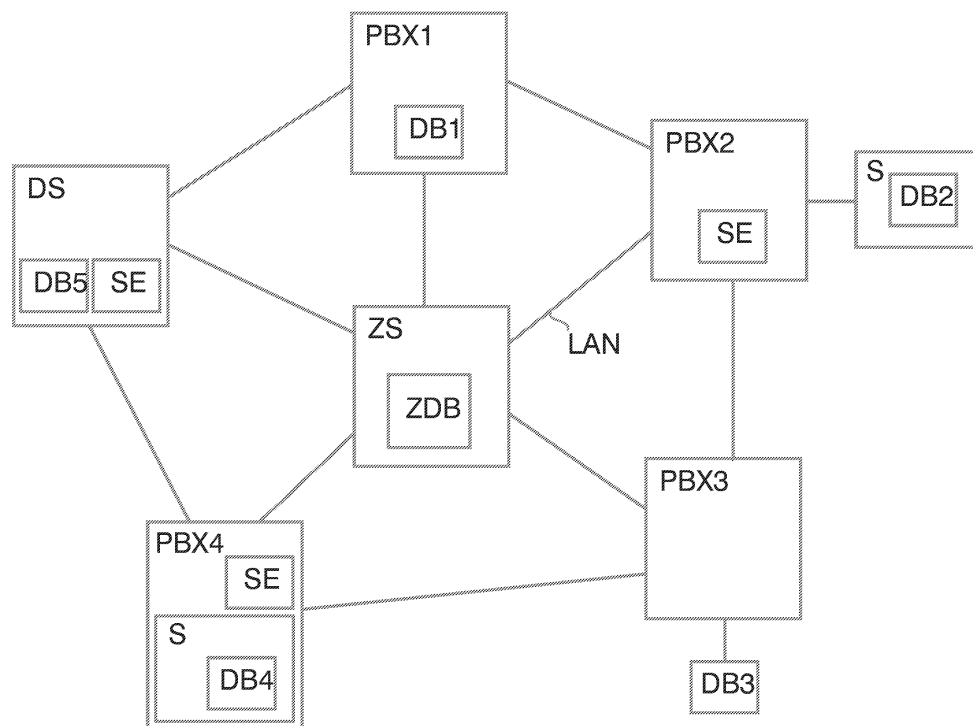 PBX1
DB1
PBX2
S
DB2
SE
DS
DB5 SE
ZS
LAN
ZDB
PBX3
PBX4
SE
S
DB4
DB3